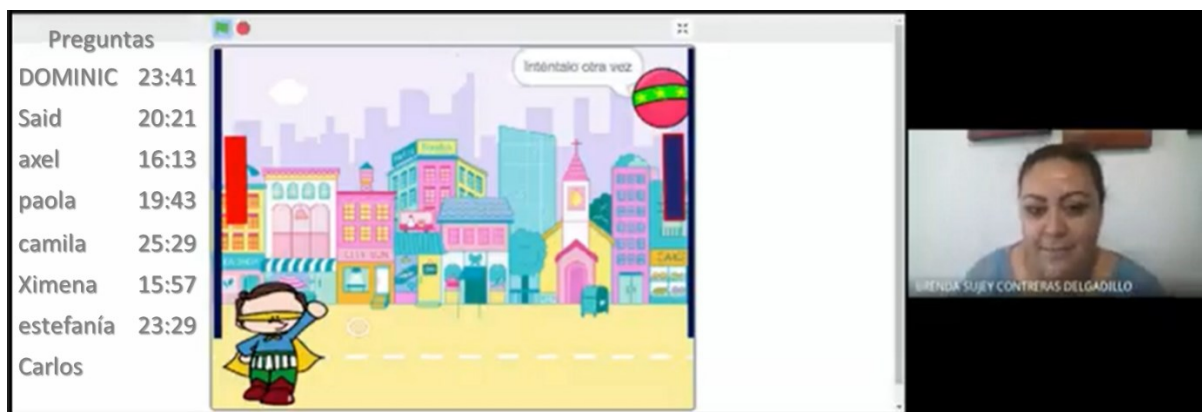 Preguntas
DOMINIC 23:41
Said 20:21
axel 16:13
paola 19:43
camila 25:29
Ximena 15:57
estefanía 23:29
Carlos
Inténtalo otra vez
BRENDA SUJEY CONTRERAS DELGADILLO